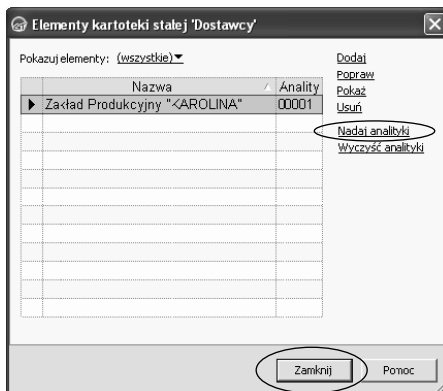 Elementy kartoteki stałej 'Dostawcy'
Pokazuj elementy: (wszystkie)
Dodaj
Popraw
Pokaż
Usuń
Nadaj analityki
Wyczyść analityki
Nazwa Anality
Zakład Produkcyjny "KAROLINA" 00001
Zamknij Pomoc